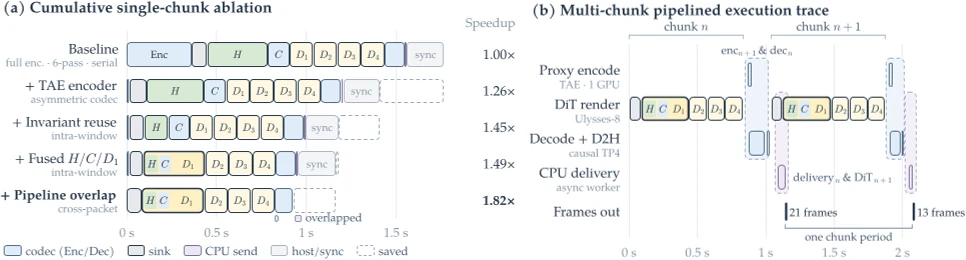 (a) Cumulative single-chunk ablation
Speedup
Baseline
full enc. · 6-pass · serial
Enc H C D1 D2 D3 D4 sync
1.00×
+ TAE encoder
asymmetric codec
H C D1 D2 D3 D4 sync
1.26×
+ Invariant reuse
intra-window
H C D1 D2 D3 D4 sync
1.45×
+ Fused H/C/D1
intra-window
H C D1 D2 D3 D4 sync
1.49×
+ Pipeline overlap
cross-packet
H C D1 D2 D3 D4
1.82×
0 overlapped
0 s 0.5 s 1 s 1.5 s
codec (Enc/Dec) sink CPU send host/sync saved
(b) Multi-chunk pipelined execution trace
chunk n chunk n + 1
encn+1 & decn
Proxy encode
TAE · 1 GPU
DiT render
Ulysses-8
H C D1 D2 D3 D4 H C D1 D2 D3 D4
Decode + D2H
causal TP4
CPU delivery
async worker
deliveryn & DiTn+1
Frames out
21 frames 13 frames
one chunk period
0 s 0.5 s 1 s 1.5 s 2 s